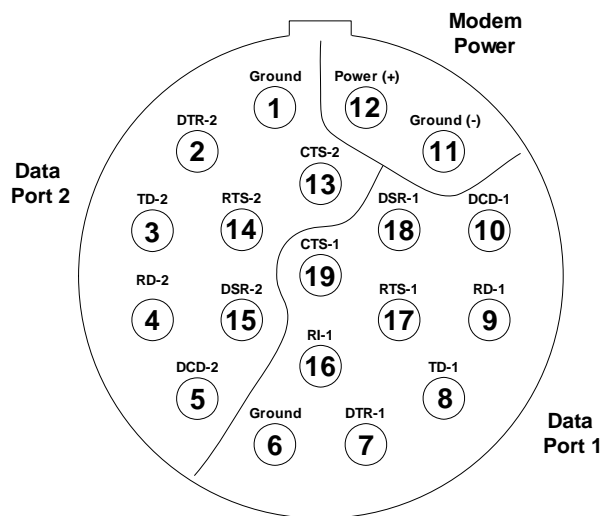 Modem
Power
Ground
1
Power (+)
12
DTR-2
2
Ground (-)
11
CTS-2
13
Data
Port 2
TD-2
3
RTS-2
14
DSR-1
18
DCD-1
10
CTS-1
19
RD-2
4
DSR-2
15
RTS-1
17
RD-1
9
RI-1
16
DCD-2
5
TD-1
8
Ground
6
DTR-1
7
Data
Port 1